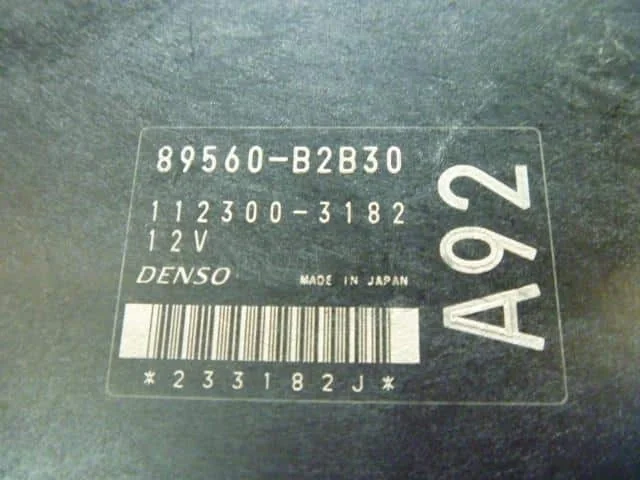 89560-B2B30
112300-3182
12V
DENSO MADE IN JAPAN
*233182J*
A92